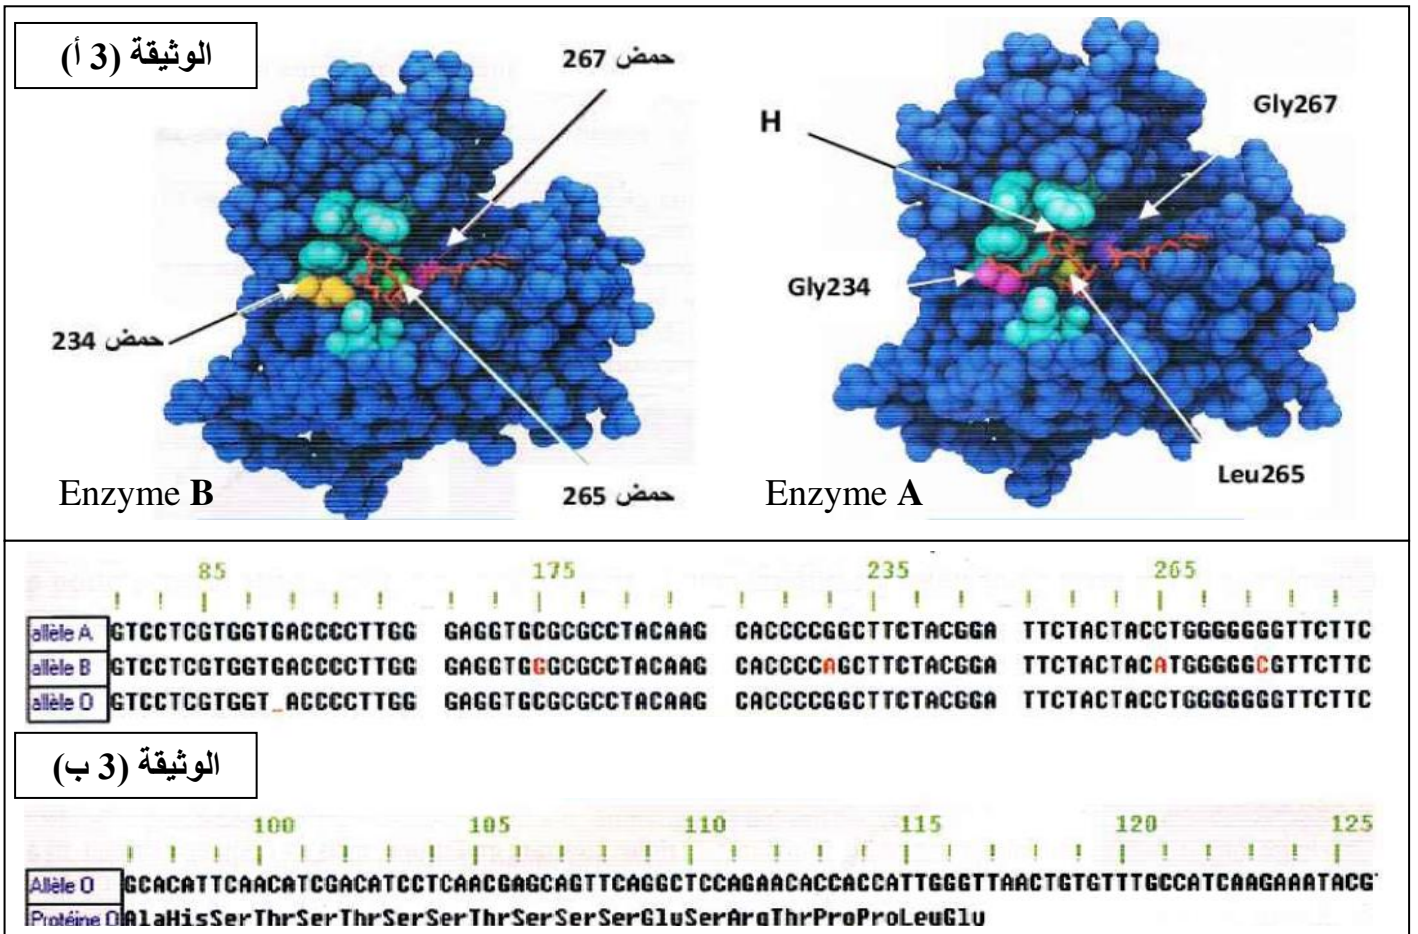 الوثيقة (3 أ)
حمض 267
H
Gly267
Gly234
حمض 234
Leu265
حمض 265
Enzyme B
Enzyme A
85 175 235 265
allèle A GTCCTCGTGGTGACCCCTTGG GAGGTGCGCGCCTACAAG CACCCCGGCTTCTACGGA TTCTACTACCTGGGGGGGTTCTTC
allèle B GTCCTCGTGGTGACCCCTTGG GAGGTGGGCGCCTACAAG CACCCCAGCTTCTACGGA TTCTACTACATGGGGGCGTTCTTC
allèle O GTCCTCGTGGT_ACCCCTTGG GAGGTGCGCGCCTACAAG CACCCCGGCTTCTACGGA TTCTACTACCTGGGGGGGTTCTTC
الوثيقة (3 ب)
100 105 110 115 120 125
Allèle O GCACATTCAACATCGACATCCTCAACGAGCAGTTCAGGCTCCAGAACACCACCATTGGGTTAACTGTGTTTGCCATCAAGAAATACG
Protéine O AlaHisSerThrSerThrSerSerThrSerSerSerGluSerArgThrProProLeuGlu